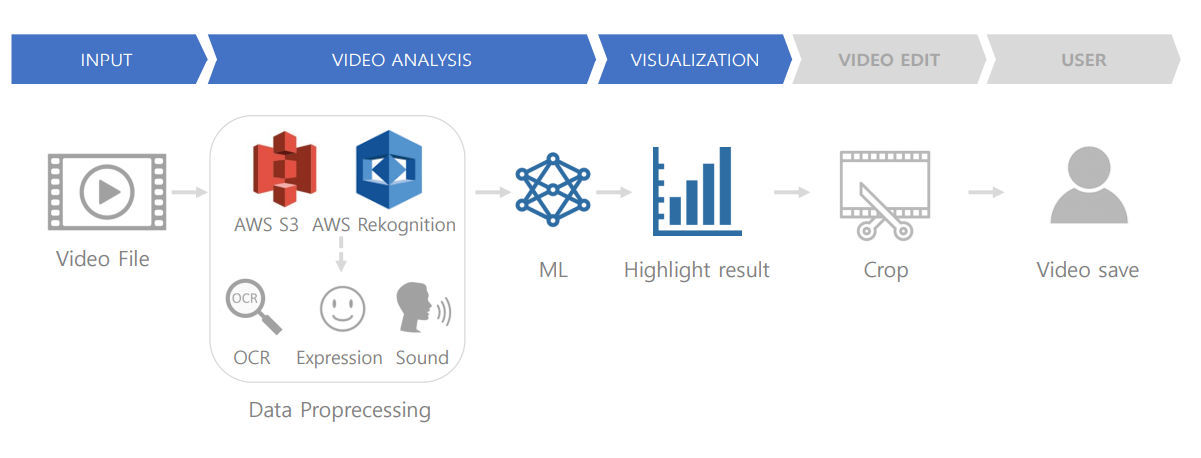 INPUT
VIDEO ANALYSIS
VISUALIZATION
VIDEO EDIT
USER
Video File
AWS S3
AWS Rekognition
OCR
OCR
Expression
Sound
Data Proprecessing
ML
Highlight result
Crop
Video save